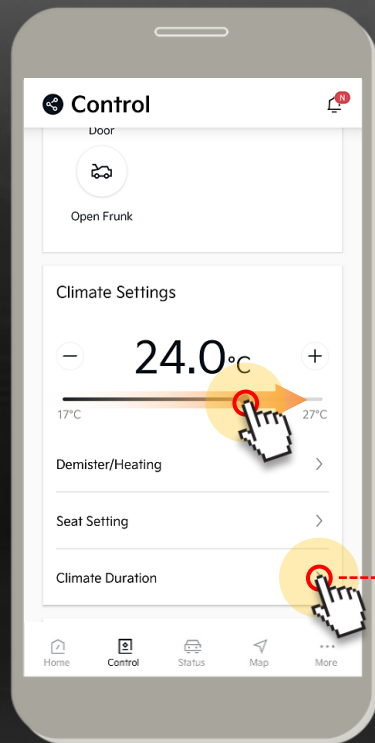 Control
N
Door
Open Frunk
Climate Settings
24.0°C
17°C 27°C
Demister/Heating
Seat Setting
Climate Duration
Home Control Status Map More